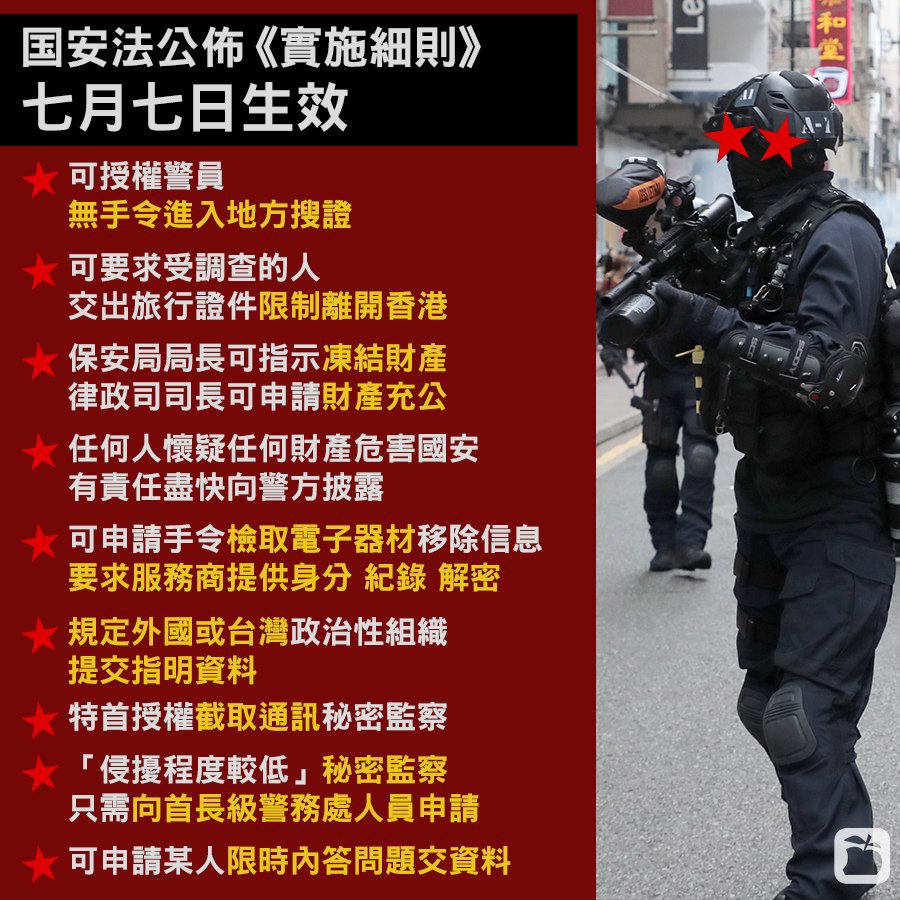 国安法公佈《實施細則》
七月七日生效
可授權警員
無手令進入地方搜證
可要求受調查的人
交出旅行證件限制離開香港
保安局局長可指示凍結財產
律政司司長可申請財產充公
任何人懷疑任何財產危害國安
有責任盡快向警方披露
可申請手令檢取電子器材移除信息
要求服務商提供身分 紀錄 解密
規定外國或台灣政治性組織
提交指明資料
特首授權截取通訊秘密監察
「侵擾程度較低」秘密監察
只需向首長級警務處人員申請
可申請某人限時內答問題交資料
Le
和堂
LESS LETHAL